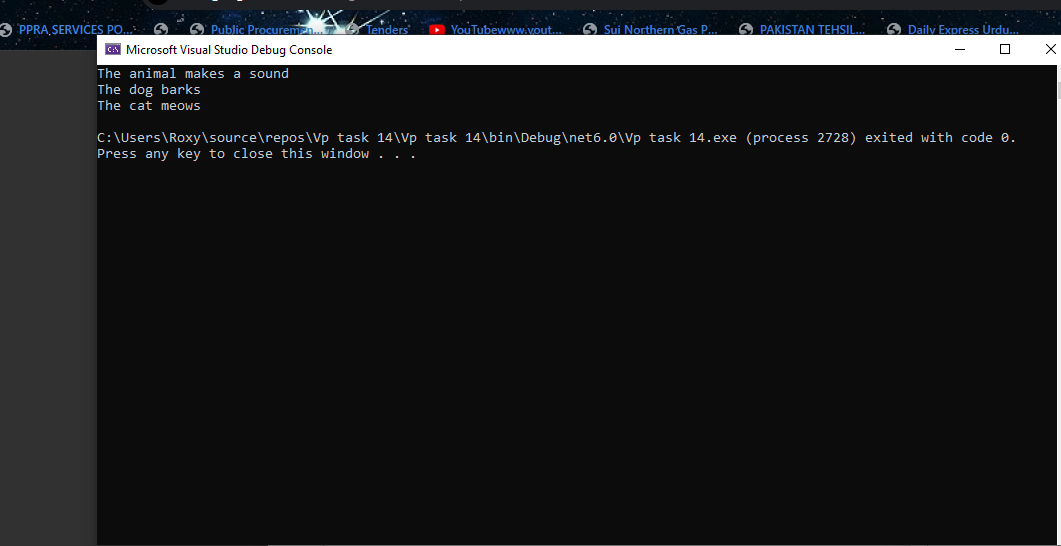 PPRA SERVICES PO...
Public Procuremen...
Tenders
YouTubewww.yout...
Sui Northern Gas P...
PAKISTAN TEHSIL...
Daily Express Urdu...
Microsoft Visual Studio Debug Console
The animal makes a sound
The dog barks
The cat meows
C:\Users\Roxy\source\repos\Vp task 14\Vp task 14\bin\Debug\net6.0\Vp task 14.exe (process 2728) exited with code 0.
Press any key to close this window . . .